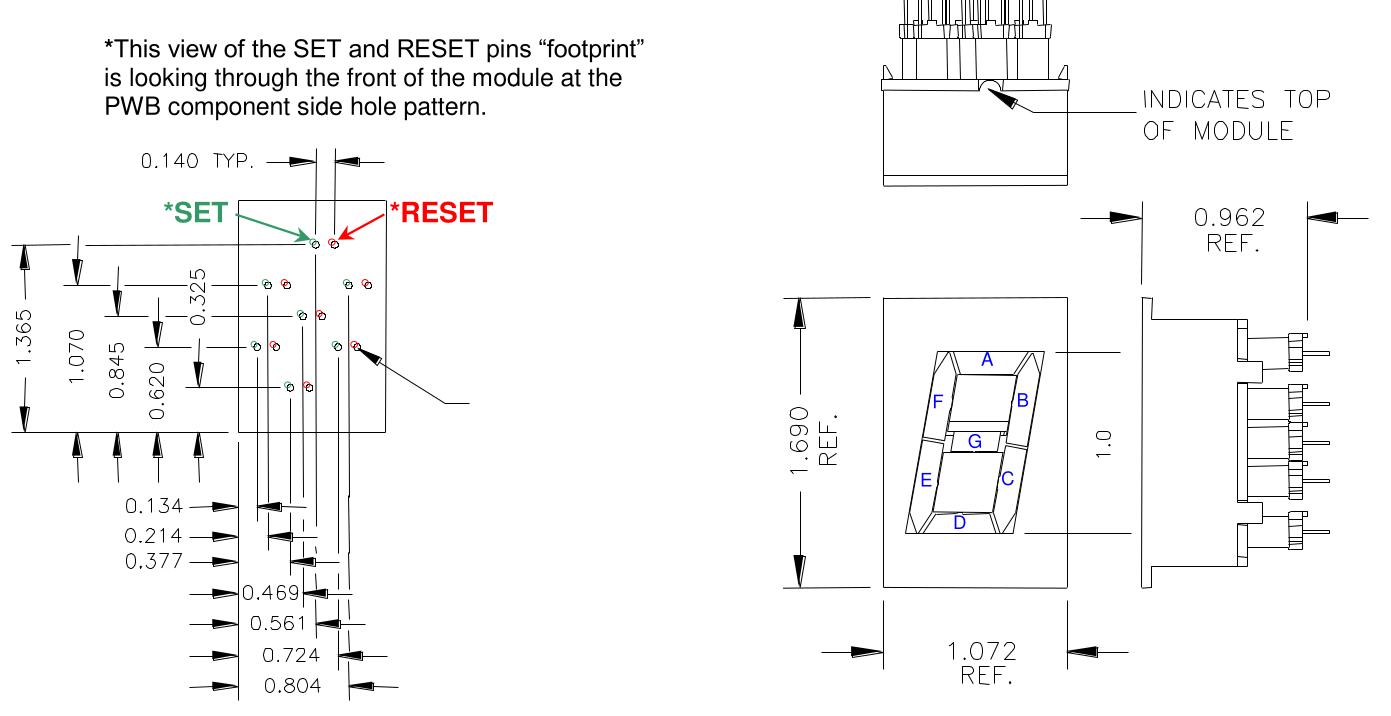 *This view of the SET and RESET pins “footprint”
is looking through the front of the module at the
PWB component side hole pattern.
0.140 TYP.
*SET
*RESET
1.365
1.070
0.845
0.620
0.325
0.134
0.214
0.377
0.469
0.561
0.724
0.804
INDICATES TOP
OF MODULE
0.962
REF.
1.690
REF.
A
F
B
G
E
C
D
1.0
1.072
REF.